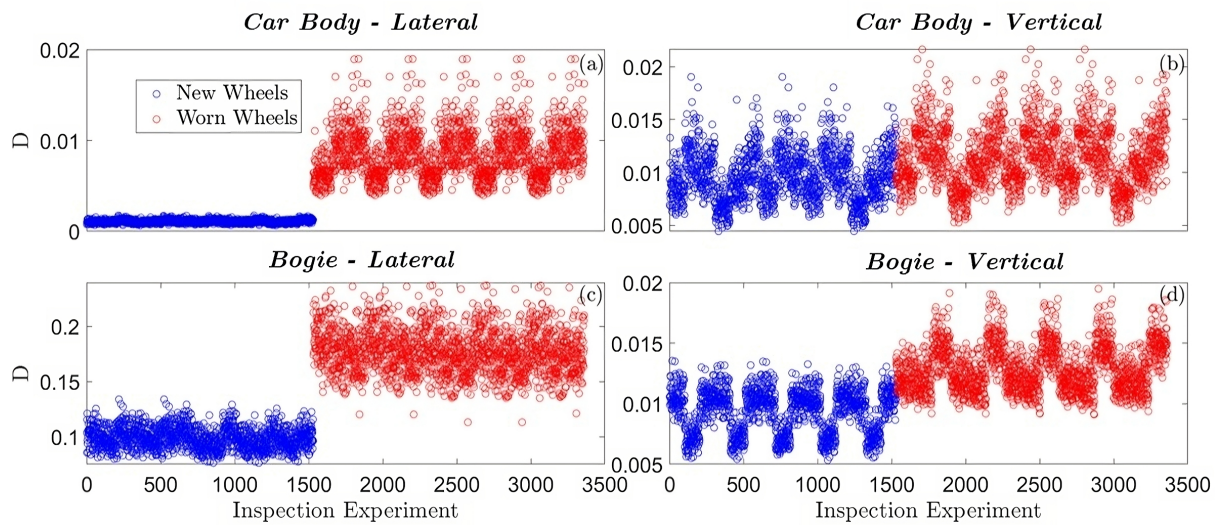 Car Body - Lateral
Car Body - Vertical
0.02
(a)
New Wheels
Worn Wheels
D
0.01
0
(b)
0.02
0.015
0.01
0.005
Bogie - Lateral
Bogie - Vertical
(c)
0.2
D
0.15
0.1
0 500 1000 1500 2000 2500 3000 3500
Inspection Experiment
0.02
(d)
0.015
0.01
0.005
0 500 1000 1500 2000 2500 3000 3500
Inspection Experiment